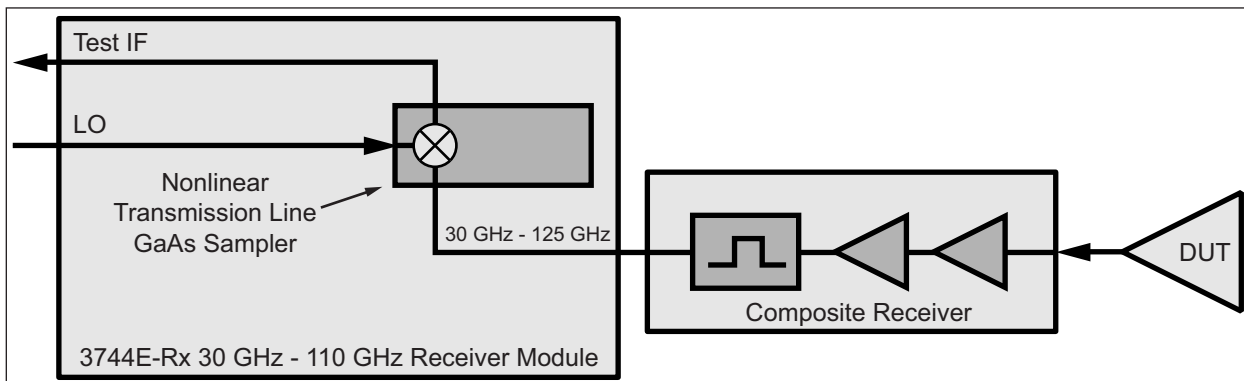 Test IF
LO
Nonlinear
Transmission Line
GaAs Sampler
30 GHz - 125 GHz
DUT
Composite Receiver
3744E-Rx 30 GHz - 110 GHz Receiver Module